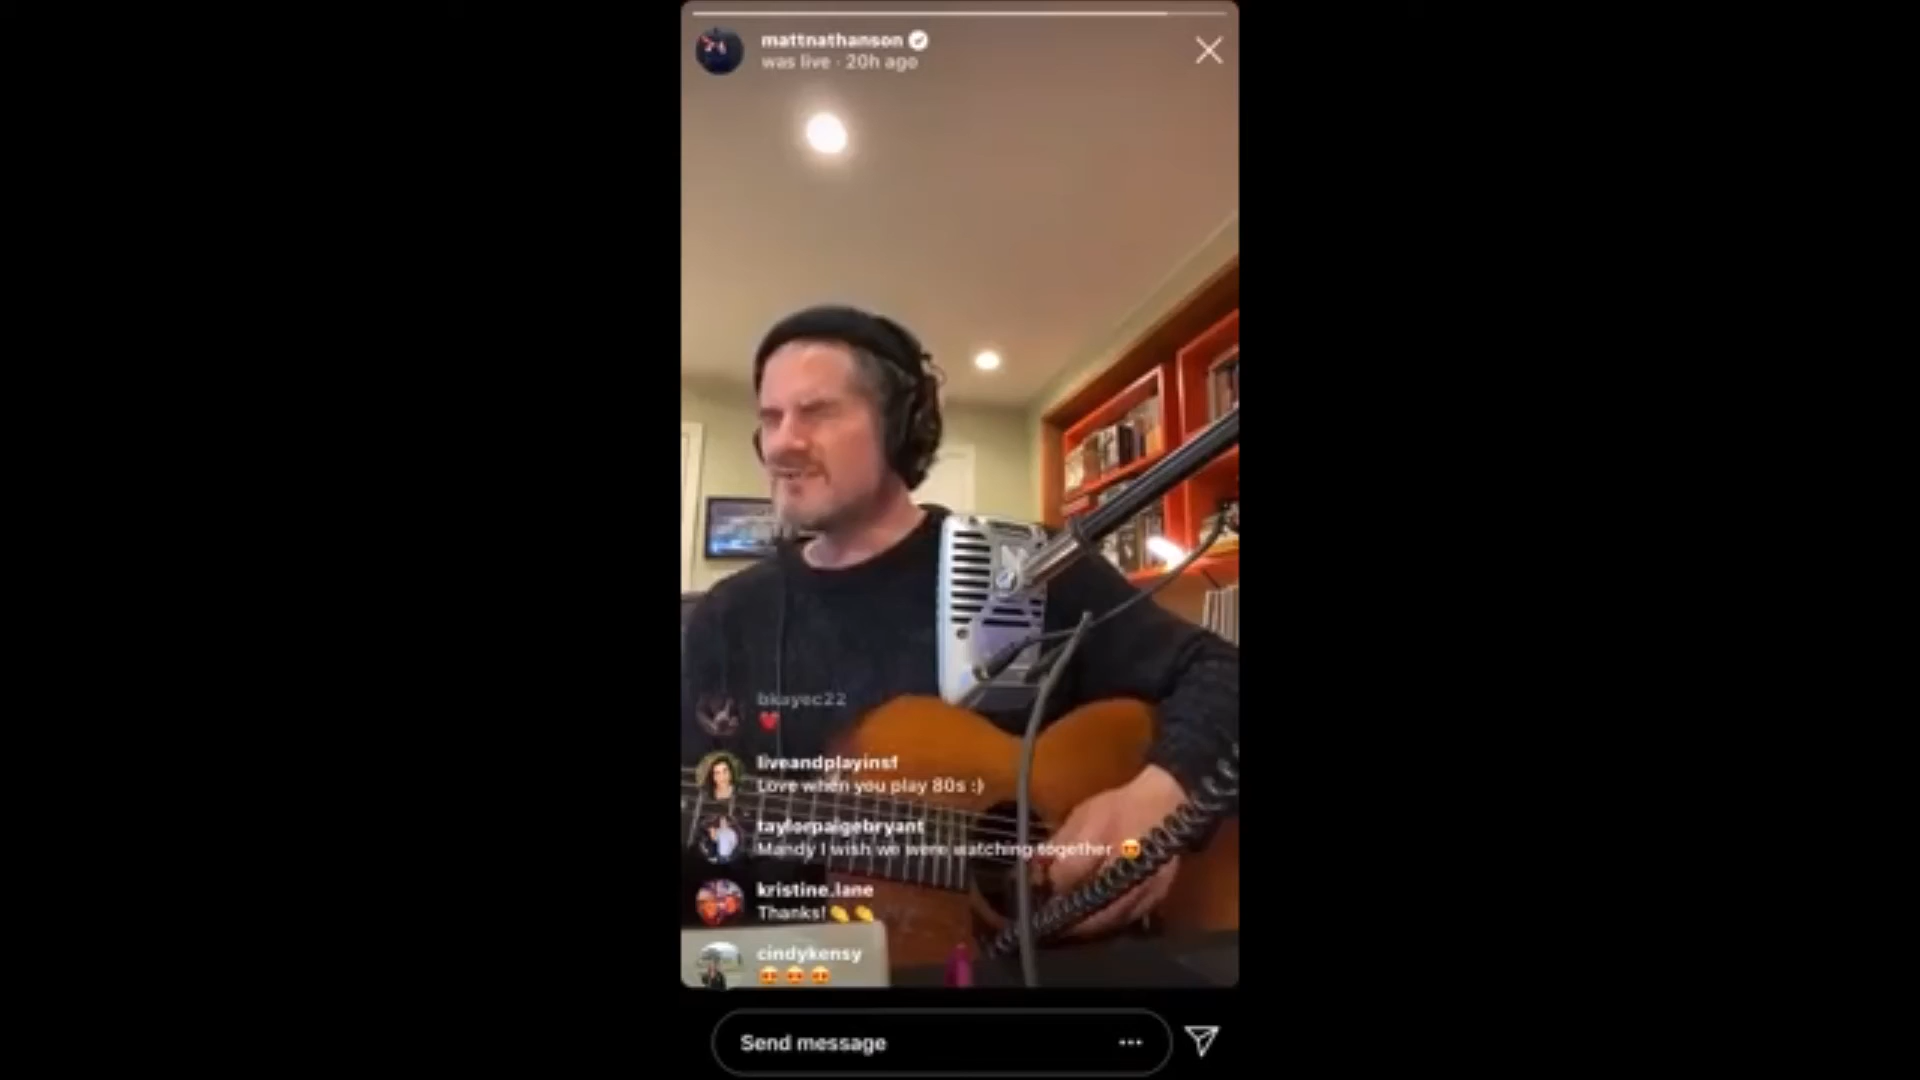 mattnathanson
was live · 20h ago
bkayec22
❤️
liveandplayinsf
Love when you play 80s :)
taylorpaigebryant
Mandy I wish we were watching together 😍
kristine.lane
Thanks! 👏👏
cindykensy
😍 😍 😍
Send message